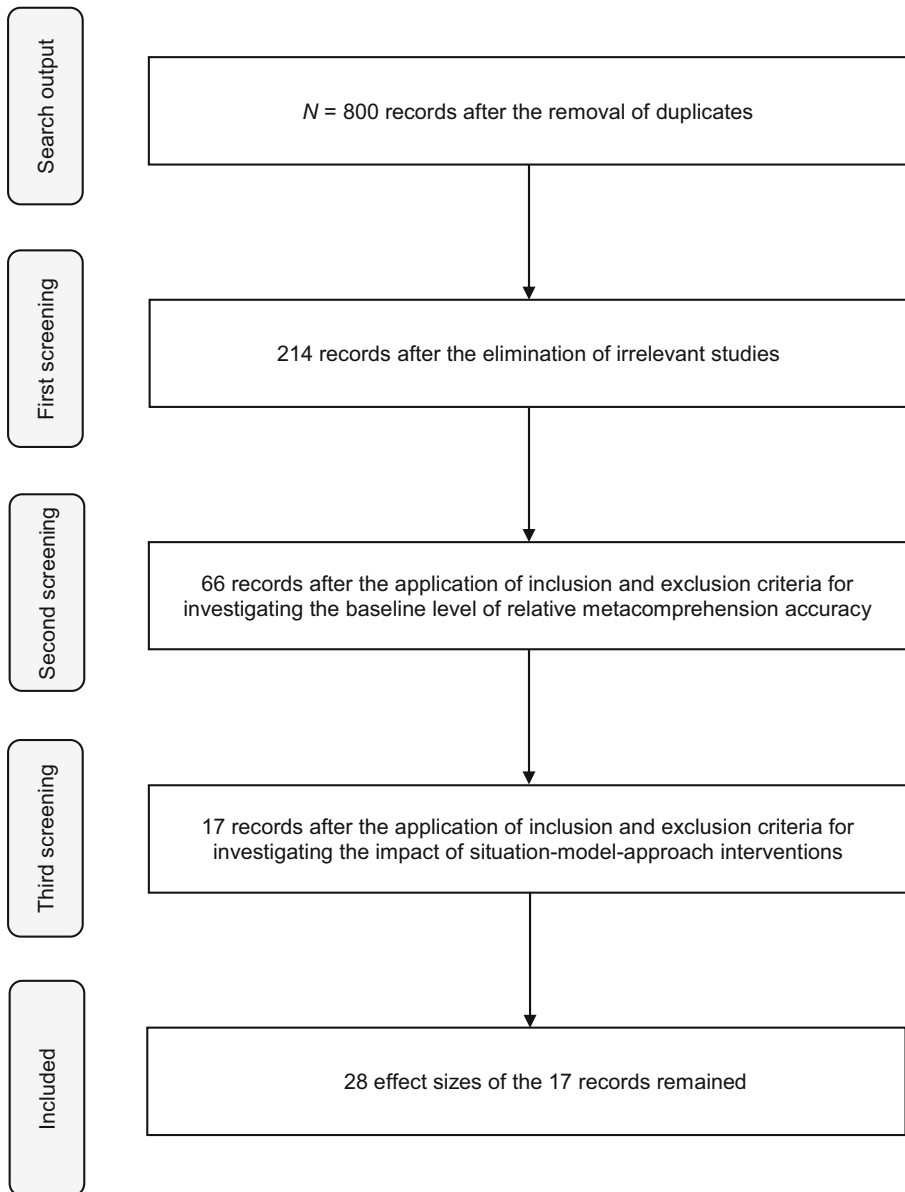 Search output
N = 800 records after the removal of duplicates
First screening
214 records after the elimination of irrelevant studies
Second screening
66 records after the application of inclusion and exclusion criteria for
investigating the baseline level of relative metacomprehension accuracy
Third screening
17 records after the application of inclusion and exclusion criteria for
investigating the impact of situation-model-approach interventions
Included
28 effect sizes of the 17 records remained